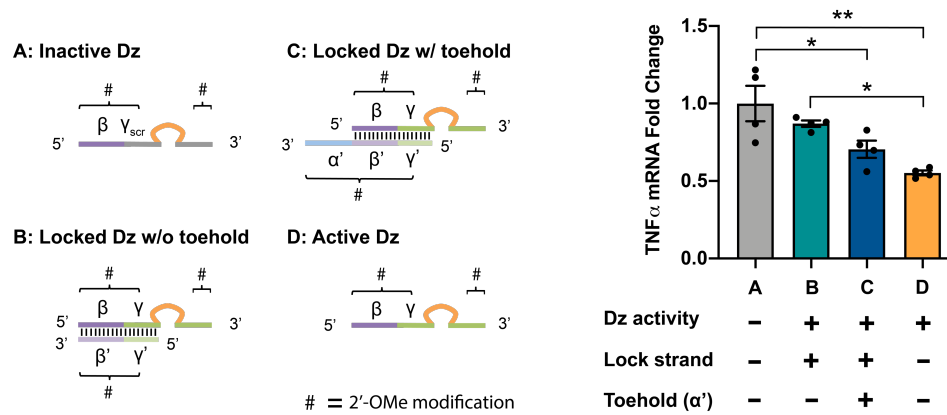 A: Inactive Dz
#
#
β γscr
5’ 3’
B: Locked Dz w/o toehold
#
#
β γ
5’ 3’
3’ 5’
β’ γ’
#
C: Locked Dz w/ toehold
#
#
β γ
5’ 3’
3’ 5’
α’ β’ γ’
#
D: Active Dz
#
#
β γ
5’ 3’
# = 2’-OMe modification
TNFα mRNA Fold Change
1.5
1.0
0.5
0.0
**
*
*
A B C D
Dz activity – + + +
Lock strand – + + –
Toehold (α’) – – + –